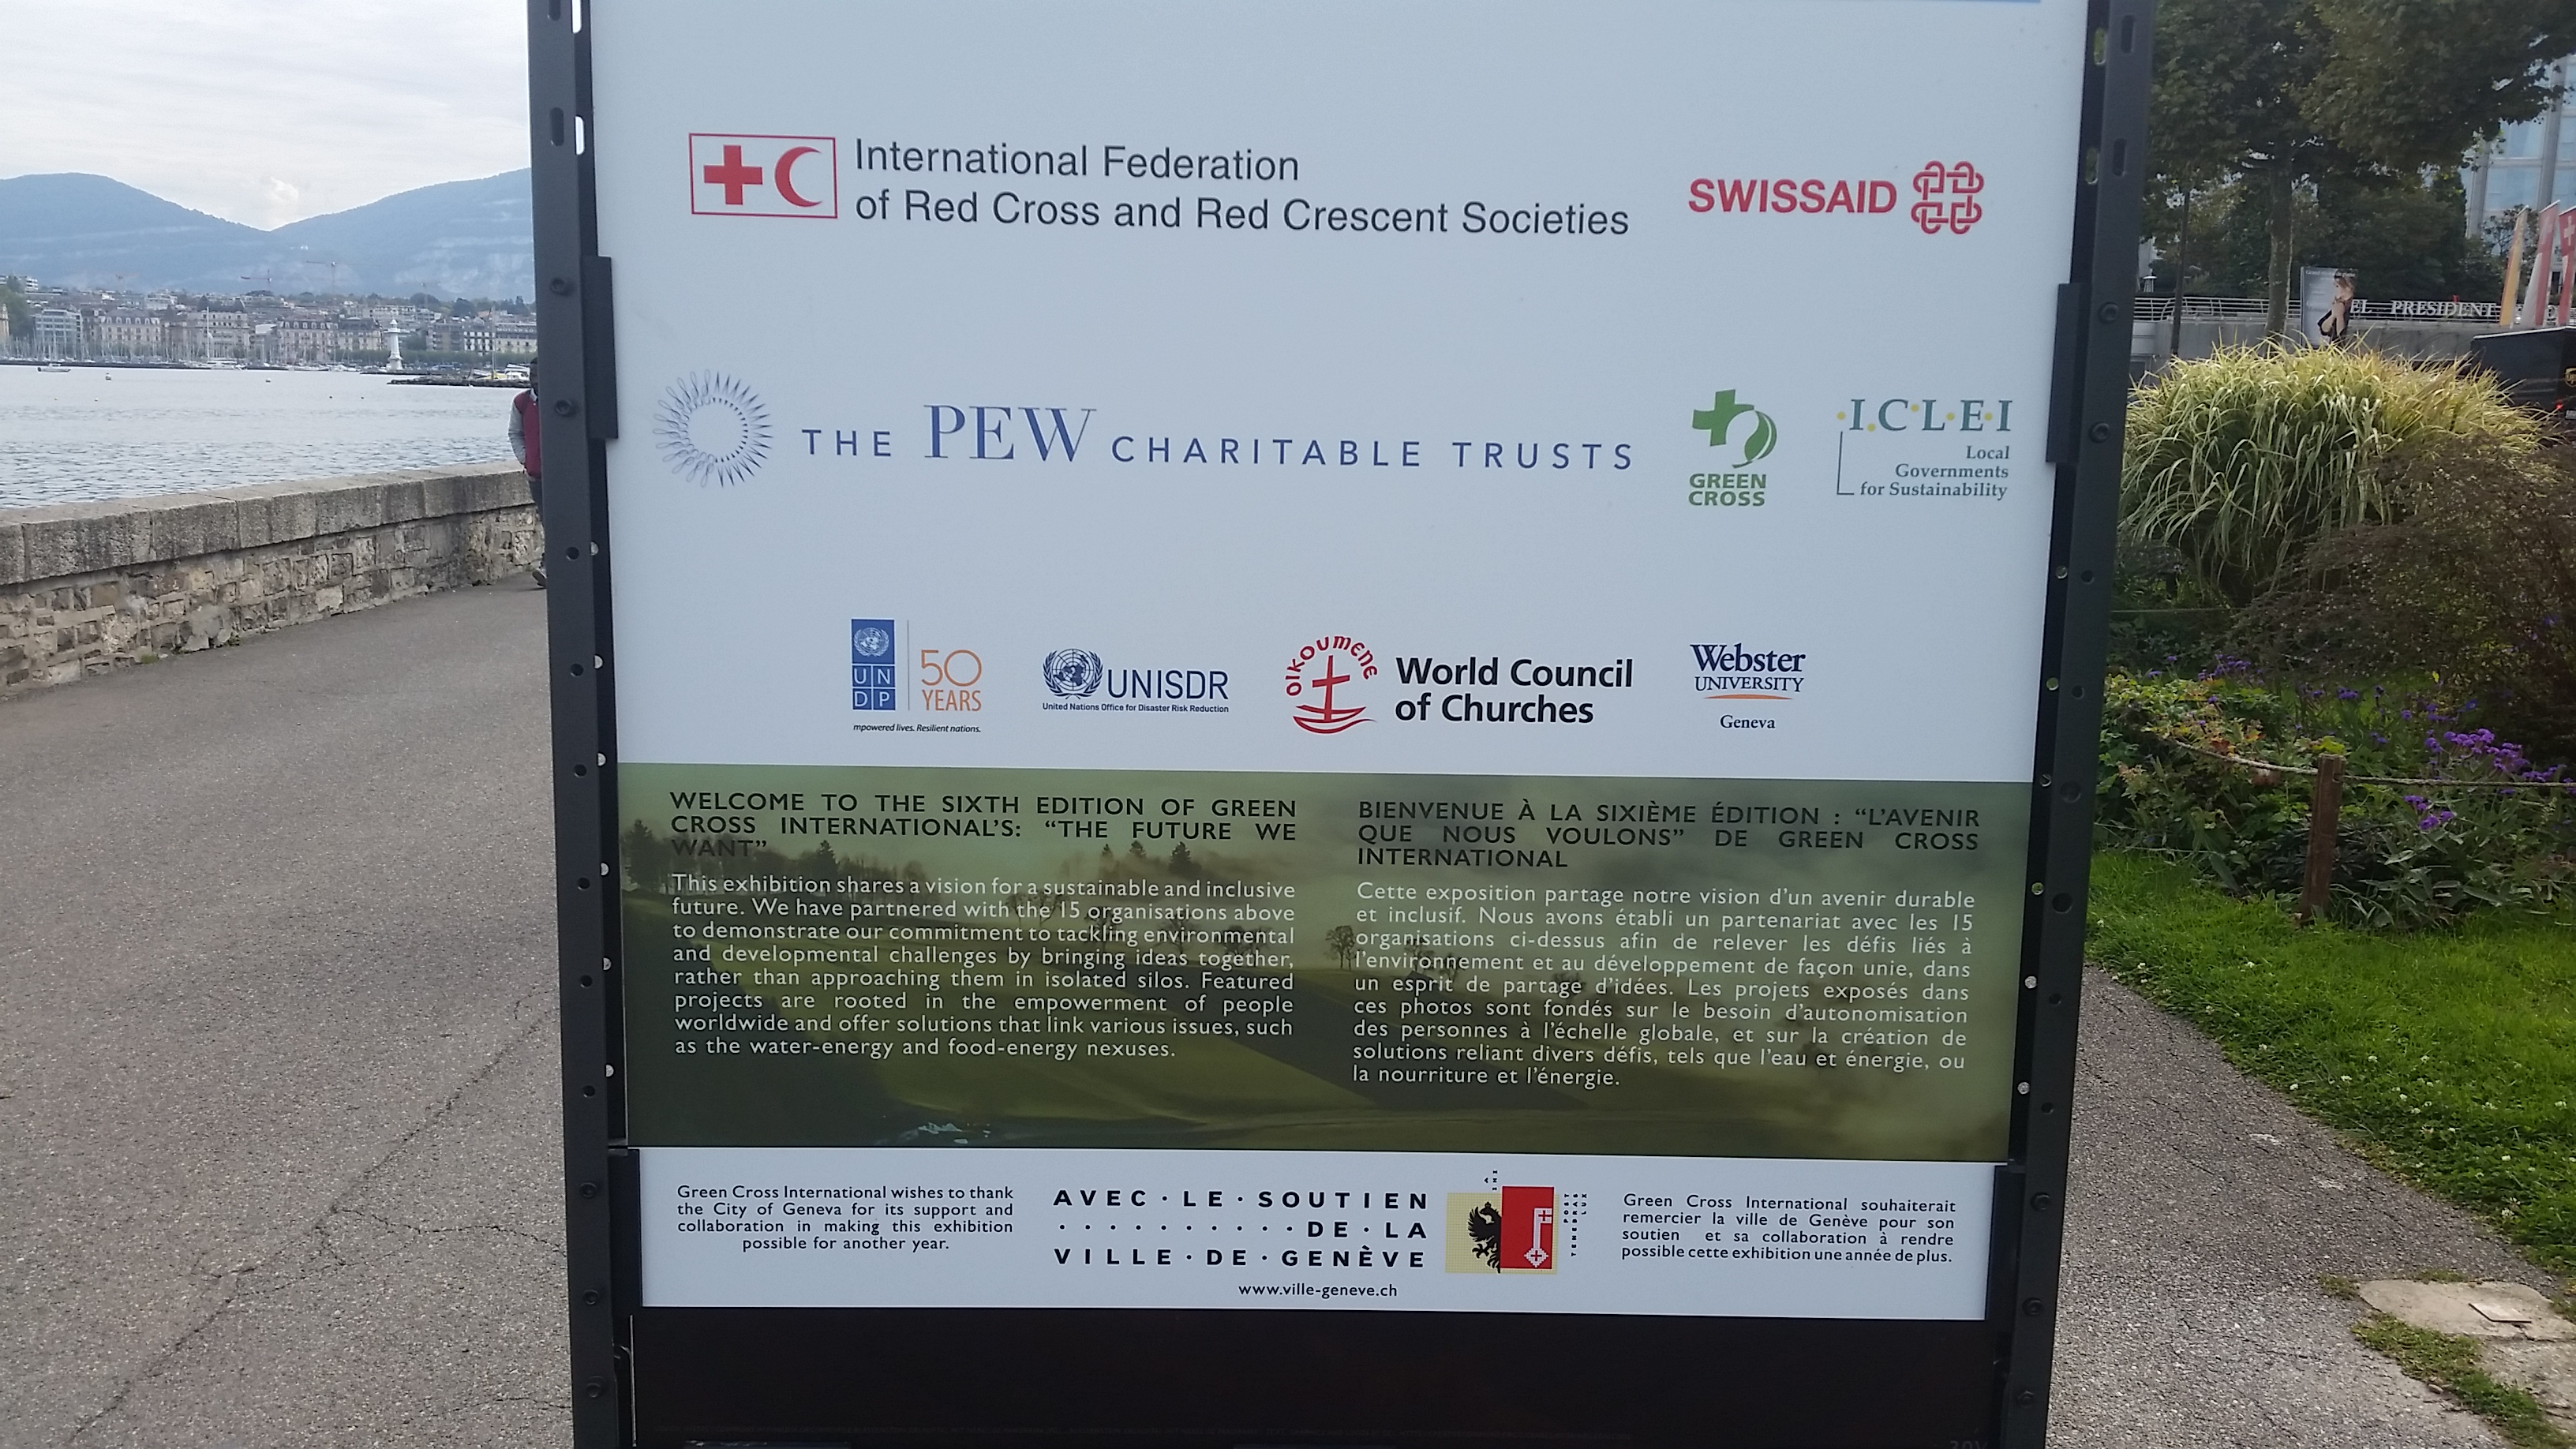 International Federation
of Red Cross and Red Crescent Societies
SWISSAID
THE PEW CHARITABLE TRUSTS
GREEN
CROSS
I.C.L.E.I
Local
Governments
for Sustainability
UN
DP
50
YEARS
mpowered lives. Resilient nations.
UNISDR
United Nations Office for Disaster Risk Reduction
OIKOUMENE
World Council
of Churches
Webster
UNIVERSITY
Geneva
WELCOME TO THE SIXTH EDITION OF GREEN
CROSS INTERNATIONAL'S: “THE FUTURE WE
WANT”
This exhibition shares a vision for a sustainable and inclusive
future. We have partnered with the 15 organisations above
to demonstrate our commitment to tackling environmental
and developmental challenges by bringing ideas together,
rather than approaching them in isolated silos. Featured
projects are rooted in the empowerment of people
worldwide and offer solutions that link various issues, such
as the water-energy and food-energy nexuses.
BIENVENUE À LA SIXIÈME ÉDITION : “L'AVENIR
QUE NOUS VOULONS” DE GREEN CROSS
INTERNATIONAL
Cette exposition partage notre vision d'un avenir durable
et inclusif. Nous avons établi un partenariat avec les 15
organisations ci-dessus afin de relever les défis liés à
l'environnement et au développement de façon unie, dans
un esprit de partage d'idées. Les projets exposés dans
ces photos sont fondés sur le besoin d'autonomisation
des personnes à l'échelle globale, et sur la création de
solutions reliant divers défis, tels que l'eau et énergie, ou
la nourriture et l'énergie.
Green Cross International wishes to thank
the City of Geneva for its support and
collaboration in making this exhibition
possible for another year.
AVEC · LE · SOUTIEN
· · · · · · · · · · DE · LA
VILLE · DE · GENÈVE
www.ville-geneve.ch
POST
TENEBRAS
LUX
Green Cross International souhaiterait
remercier la ville de Genève pour son
soutien et sa collaboration à rendre
possible cette exhibition une année de plus.
EL PRESIDENT